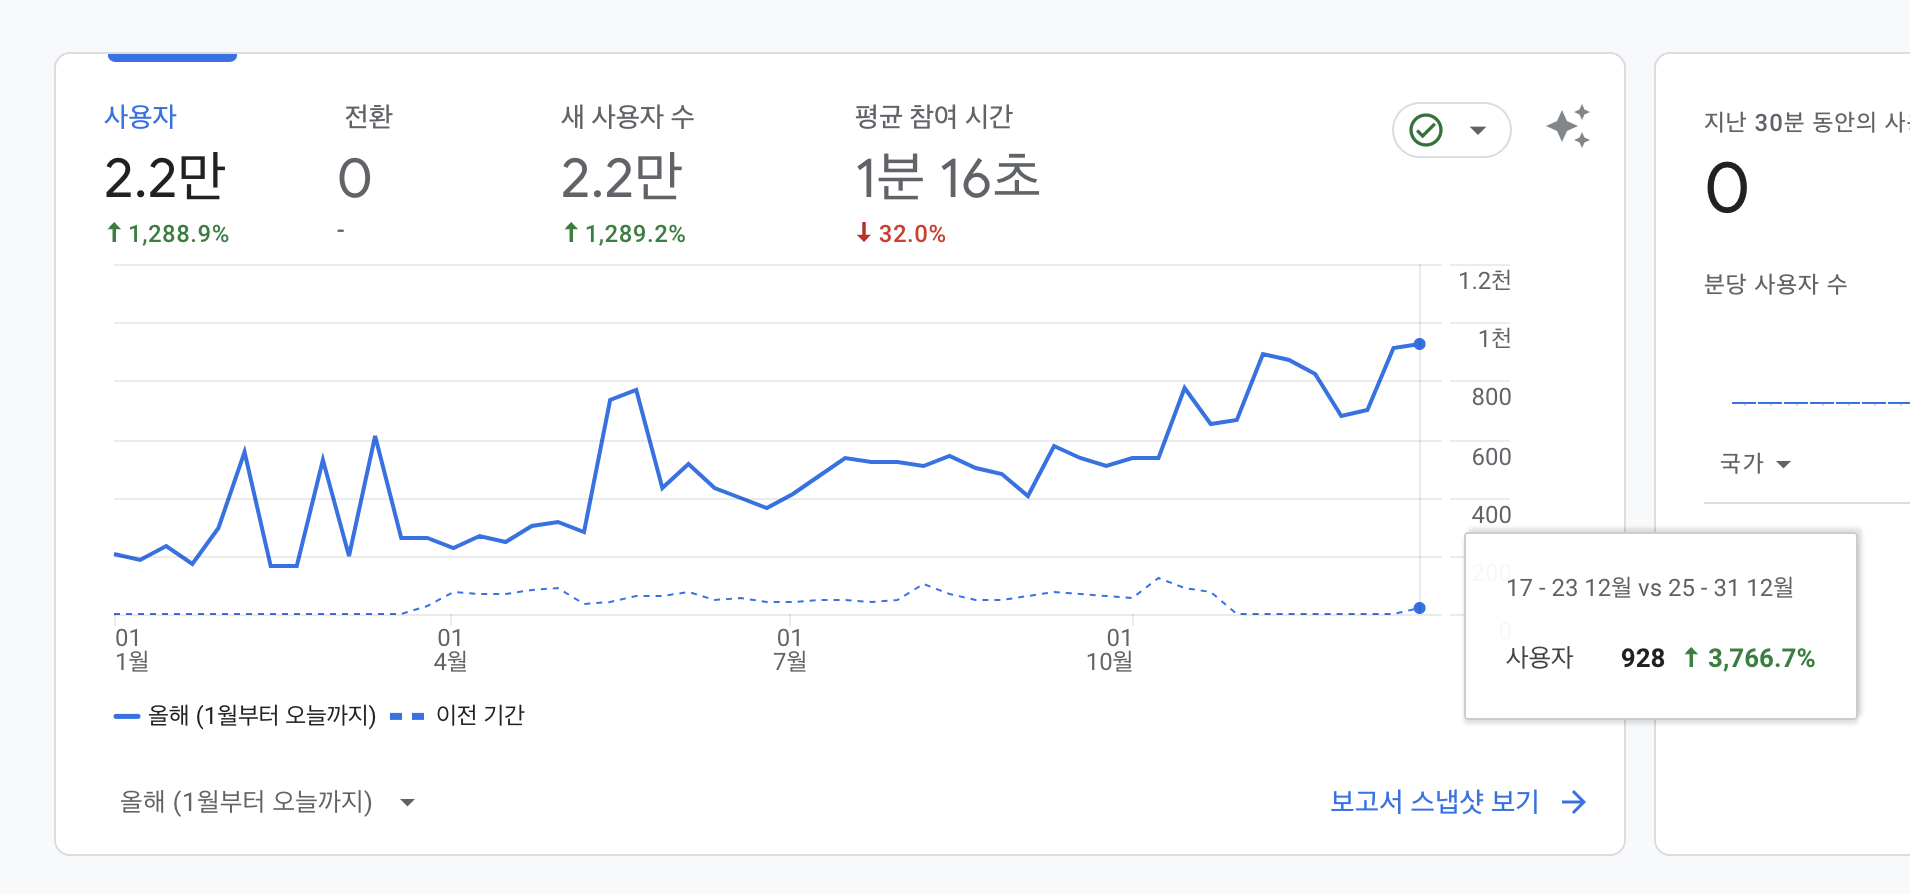 사용자
2.2만
↑ 1,288.9%
전환
0
-
새 사용자 수
2.2만
↑ 1,289.2%
평균 참여 시간
1분 16초
↓ 32.0%
1.2천
1천
800
600
400
200
0
01
1월
01
4월
01
7월
01
10월
17 - 23 12월 vs 25 - 31 12월
사용자 928 ↑ 3,766.7%
올해 (1월부터 오늘까지) 이전 기간
올해 (1월부터 오늘까지)
보고서 스냅샷 보기 →
지난 30분 동안의
0
분당 사용자 수
국가